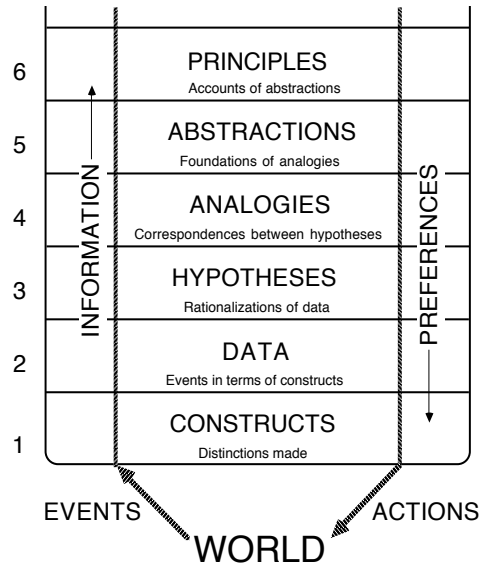 6
PRINCIPLES
Accounts of abstractions
5
ABSTRACTIONS
Foundations of analogies
4
ANALOGIES
Correspondences between hypotheses
3
HYPOTHESES
Rationalizations of data
2
DATA
Events in terms of constructs
1
CONSTRUCTS
Distinctions made
INFORMATION
PREFERENCES
EVENTS
ACTIONS
WORLD